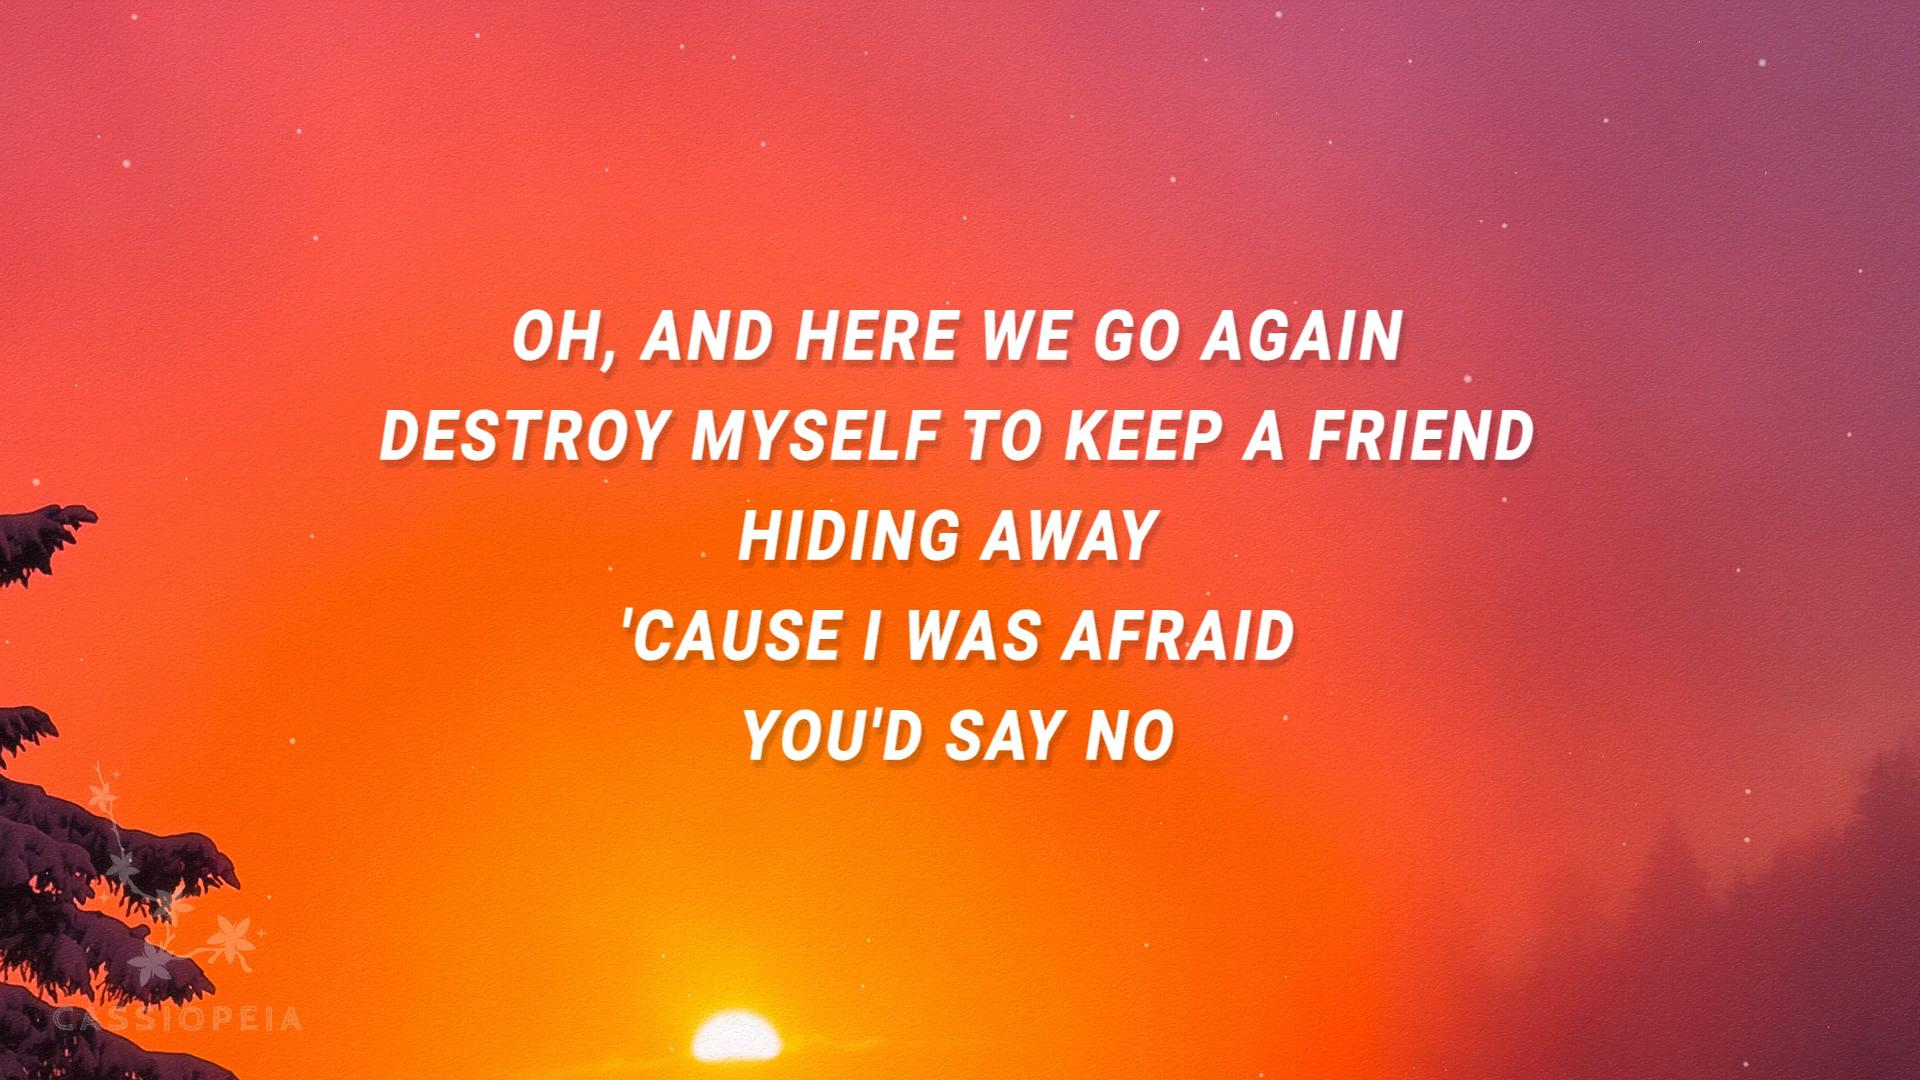 OH, AND HERE WE GO AGAIN
DESTROY MYSELF TO KEEP A FRIEND
HIDING AWAY
'CAUSE I WAS AFRAID
YOU'D SAY NO
CASSIOPEIA